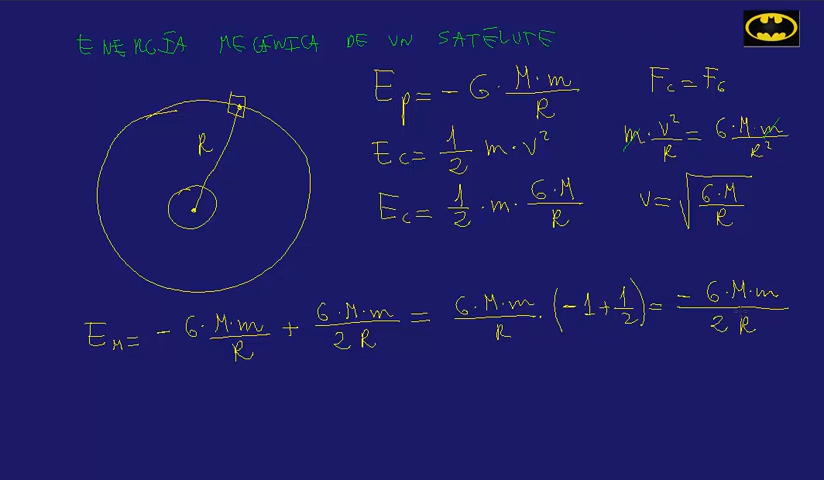 ENERGÍA MECÁNICA DE UN SATÉLITE
R
Ep = - G · M·m / R
Ec = 1/2 m · v²
Ec = 1/2 · m · G·M / R
Fc = FG
m · v² / R = G·M·m / R²
v = √(G·M / R)
EM = - G · M·m / R + G·M·m / 2R = G·M·m / R · (-1 + 1/2) = - G·M·m / 2R